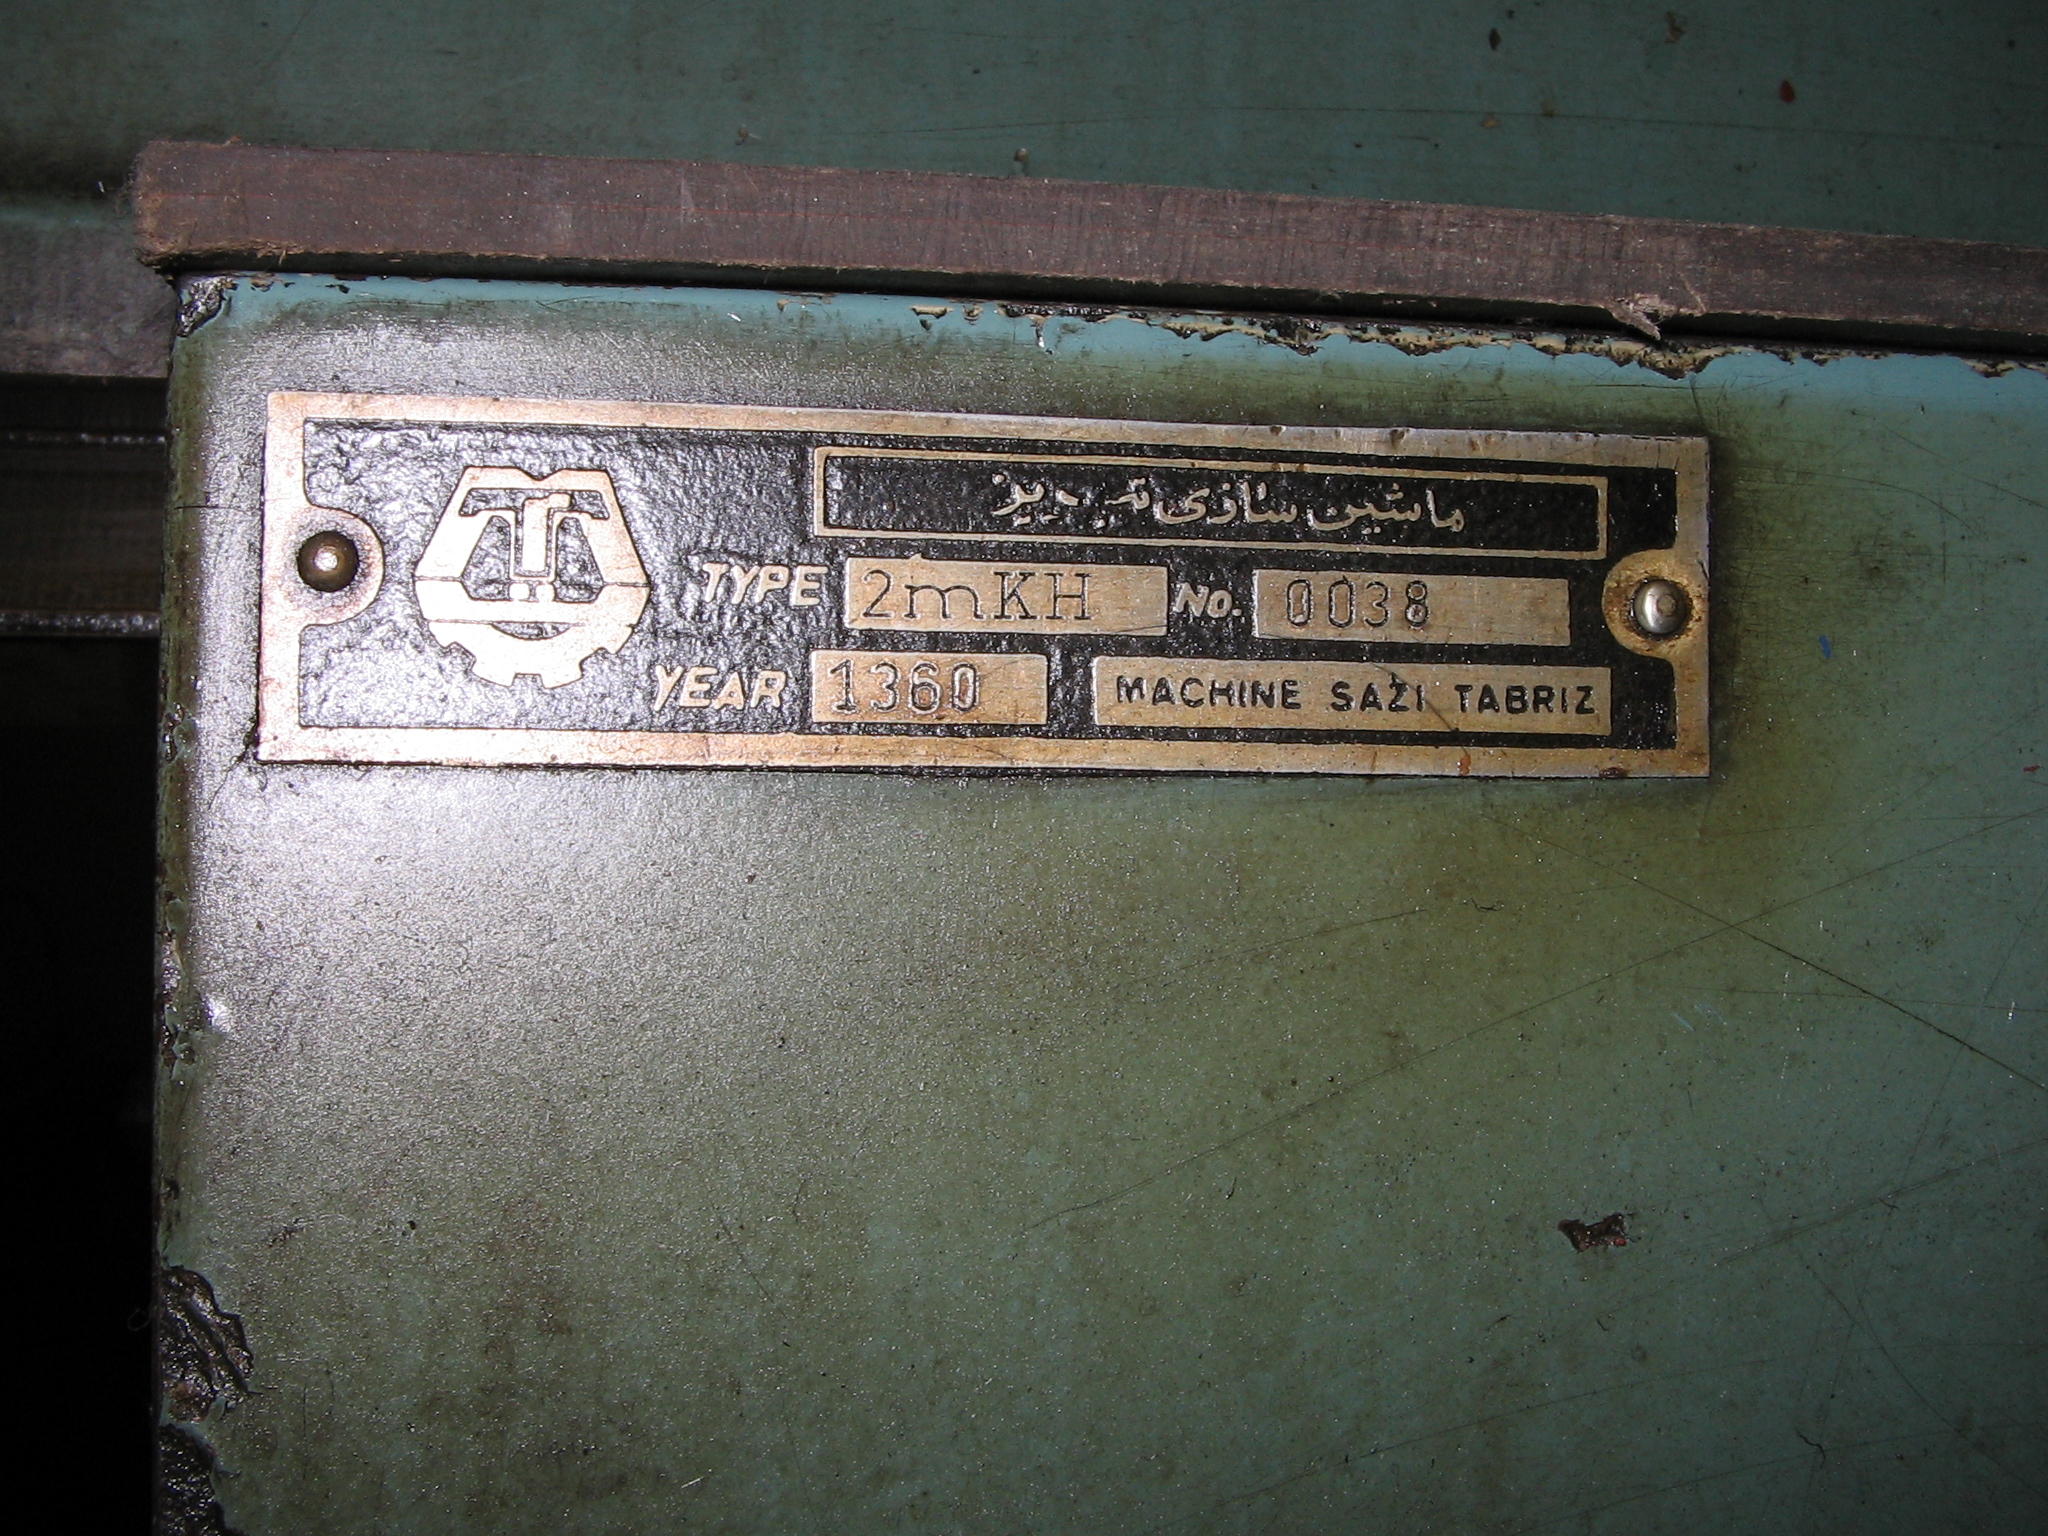 ماشین سازی تبریز
TYPE 2mKH No. 0038
YEAR 1360 MACHINE SAZI TABRIZ